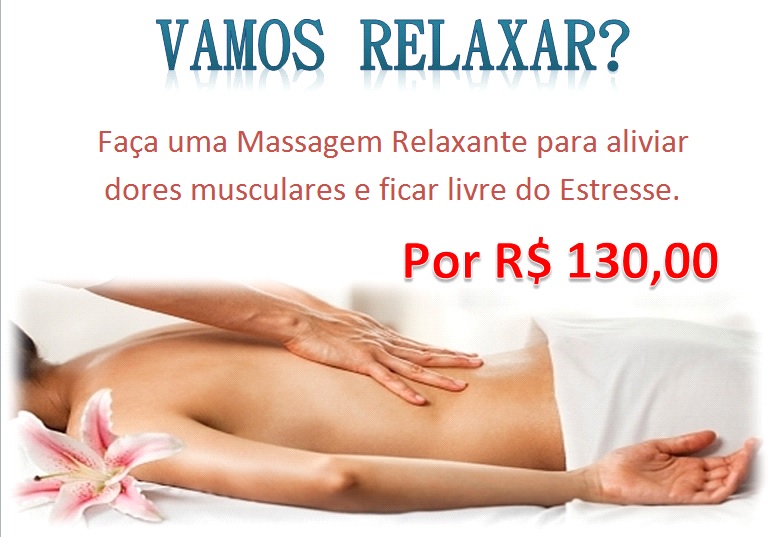 VAMOS RELAXAR?
Faça uma Massagem Relaxante para aliviar
dores musculares e ficar livre do Estresse.
Por R$ 130,00